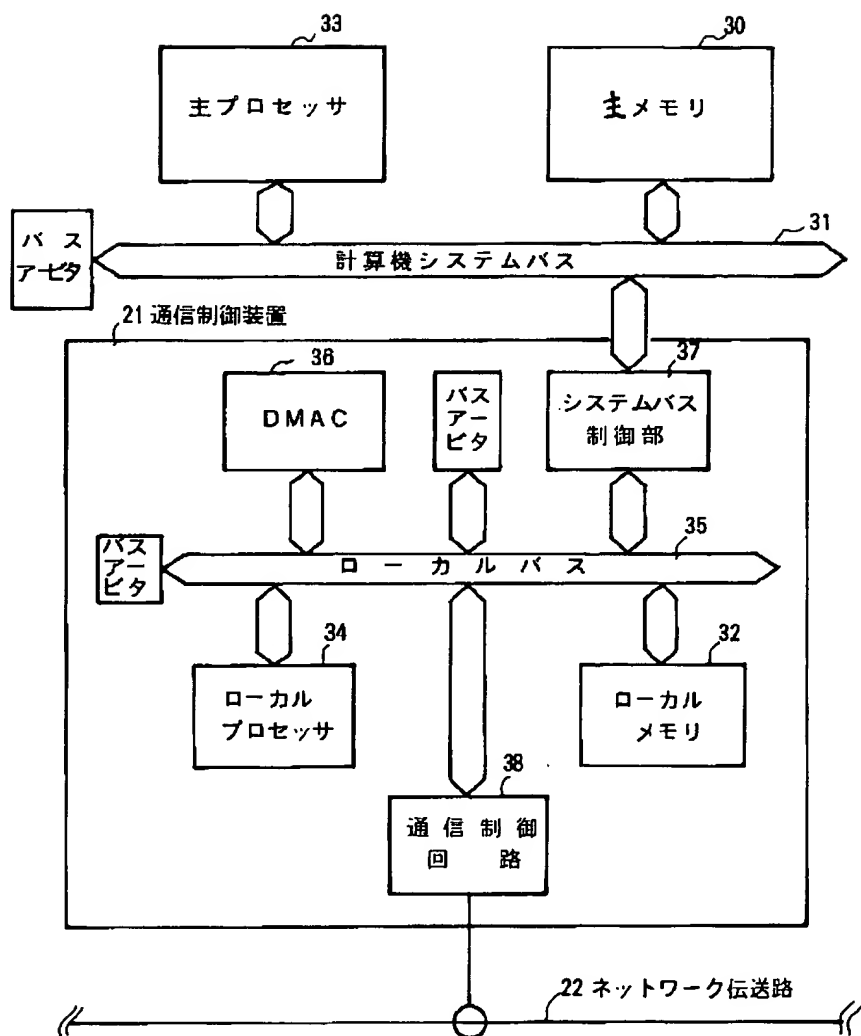 33
30
主プロセッサ
主メモリ
31
バス
アービタ
計算機システムバス
21 通信制御装置
36
37
DMAC
バス
アー
ビタ
システムバス
制御部
35
バス
アー
ビタ
ローカルバス
34
32
ローカル
プロセッサ
ローカル
メモリ
38
通信制御
回路
22 ネットワーク伝送路